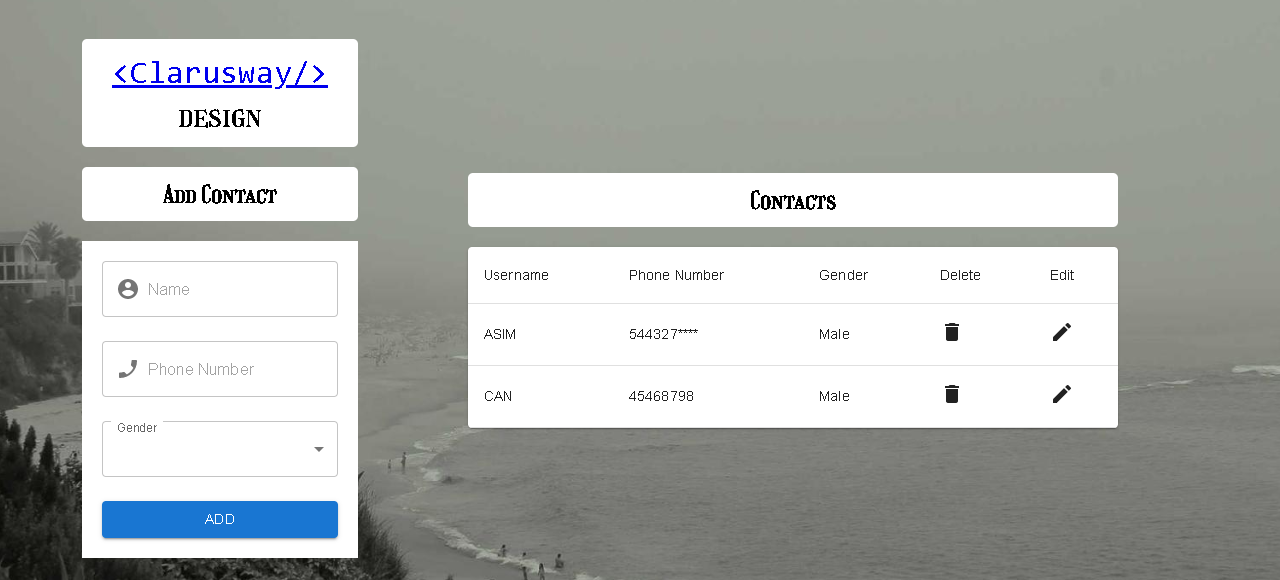 <Clarusway/>
DESIGN
Add Contact
Name
Phone Number
Gender
ADD
Contacts
Username Phone Number Gender Delete Edit
ASIM 544327**** Male
CAN 45468798 Male